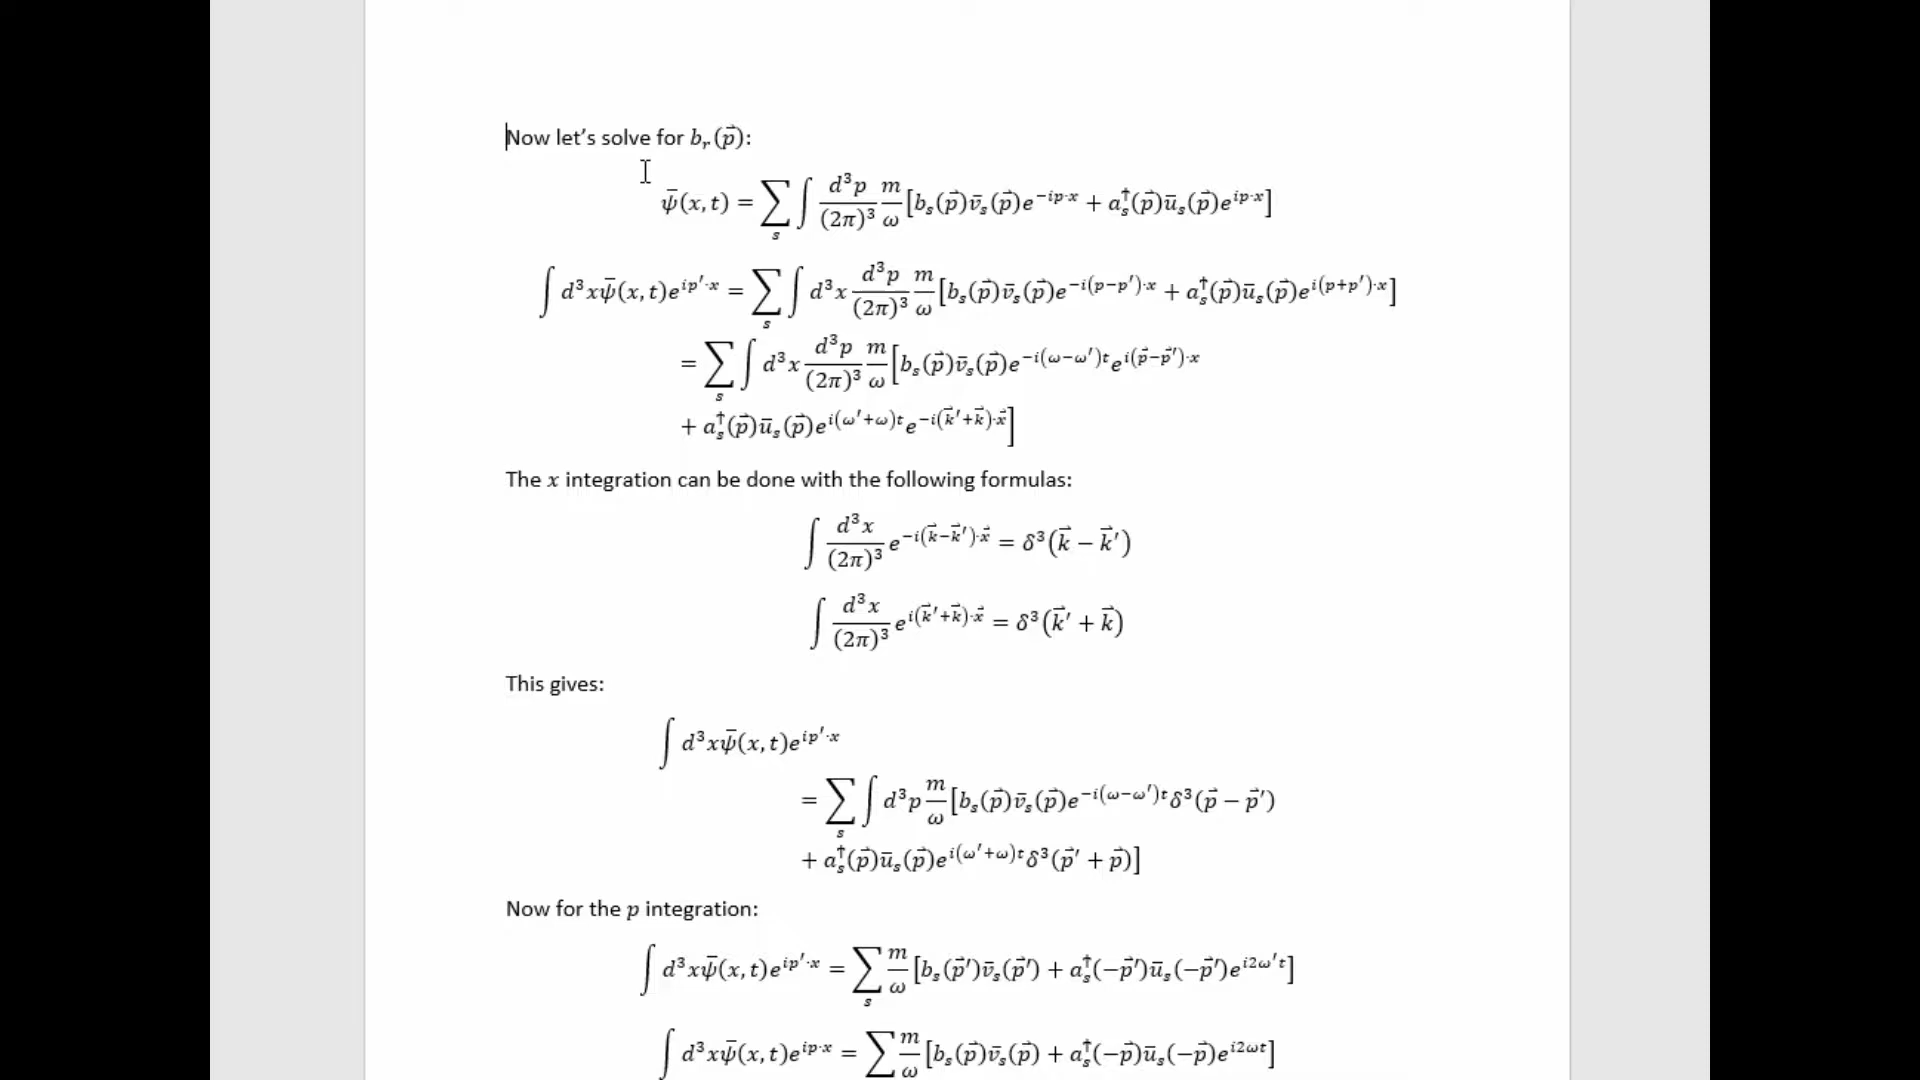 Now let's solve for b_r(p⃗):
ψ̄(x, t) = ∑_s ∫ d³p/(2π)³ m/ω [b_s(p⃗)v̄_s(p⃗)e^{−ip·x} + a_s^†(p⃗)ū_s(p⃗)e^{ip·x}]
∫ d³xψ̄(x, t)e^{ip′·x} = ∑_s ∫ d³x d³p/(2π)³ m/ω [b_s(p⃗)v̄_s(p⃗)e^{−i(p−p′)·x} + a_s^†(p⃗)ū_s(p⃗)e^{i(p+p′)·x}]
= ∑_s ∫ d³x d³p/(2π)³ m/ω [b_s(p⃗)v̄_s(p⃗)e^{−i(ω−ω′)t}e^{i(p⃗−p⃗′)·x}
+ a_s^†(p⃗)ū_s(p⃗)e^{i(ω′+ω)t}e^{−i(k⃗′+k⃗)·x⃗}]
The x integration can be done with the following formulas:
∫ d³x/(2π)³ e^{−i(k⃗−k⃗′)·x⃗} = δ³(k⃗ − k⃗′)
∫ d³x/(2π)³ e^{i(k⃗′+k⃗)·x⃗} = δ³(k⃗′ + k⃗)
This gives:
∫ d³xψ̄(x, t)e^{ip′·x}
= ∑_s ∫ d³p m/ω [b_s(p⃗)v̄_s(p⃗)e^{−i(ω−ω′)t}δ³(p⃗ − p⃗′)
+ a_s^†(p⃗)ū_s(p⃗)e^{i(ω′+ω)t}δ³(p⃗′ + p⃗)]
Now for the p integration:
∫ d³xψ̄(x, t)e^{ip′·x} = ∑_s m/ω [b_s(p⃗′)v̄_s(p⃗′) + a_s^†(−p⃗′)ū_s(−p⃗′)e^{i2ω′t}]
∫ d³xψ̄(x, t)e^{ip·x} = ∑ m/ω [b_s(p⃗)v̄_s(p⃗) + a_s^†(−p⃗)ū_s(−p⃗)e^{i2ωt}]